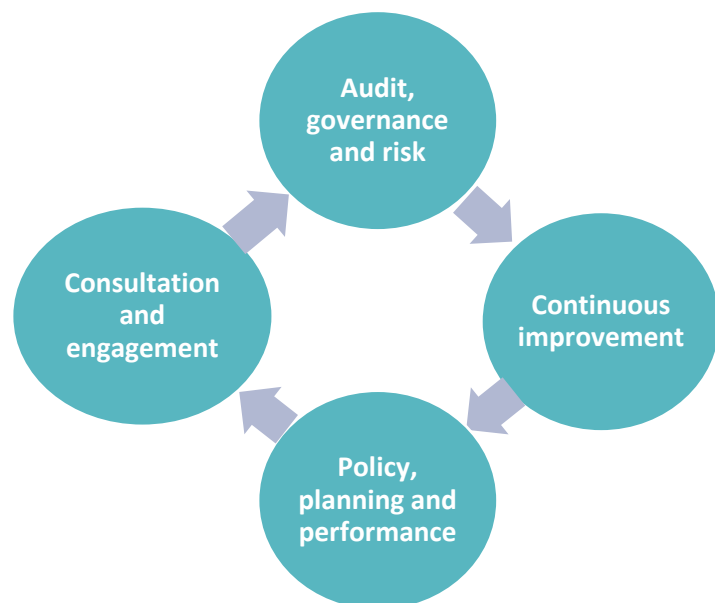 Audit,
governance
and risk
Continuous
improvement
Policy,
planning and
performance
Consultation
and
engagement